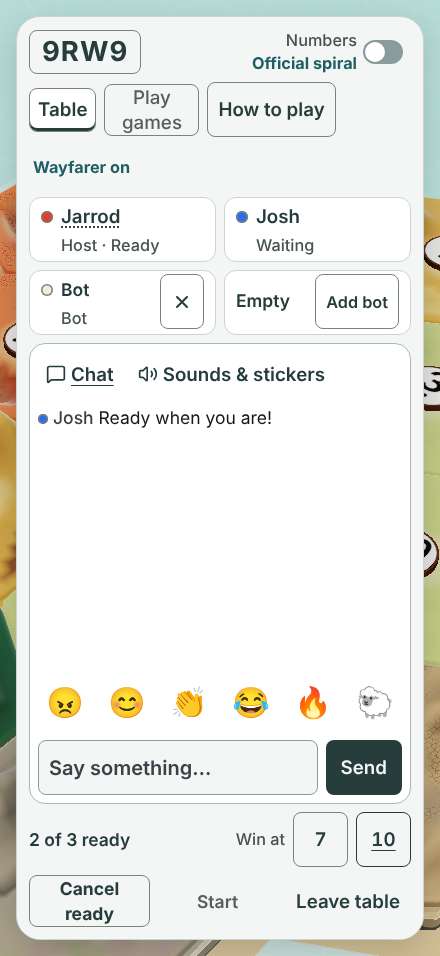 9RW9
Numbers
Official spiral
Table
Play
games
How to play
Wayfarer on
Jarrod
Host · Ready
Josh
Waiting
Bot
Bot
Empty
Add bot
Chat
Sounds & stickers
Josh Ready when you are!
Say something...
Send
2 of 3 ready
Win at
7
10
Cancel
ready
Start
Leave table